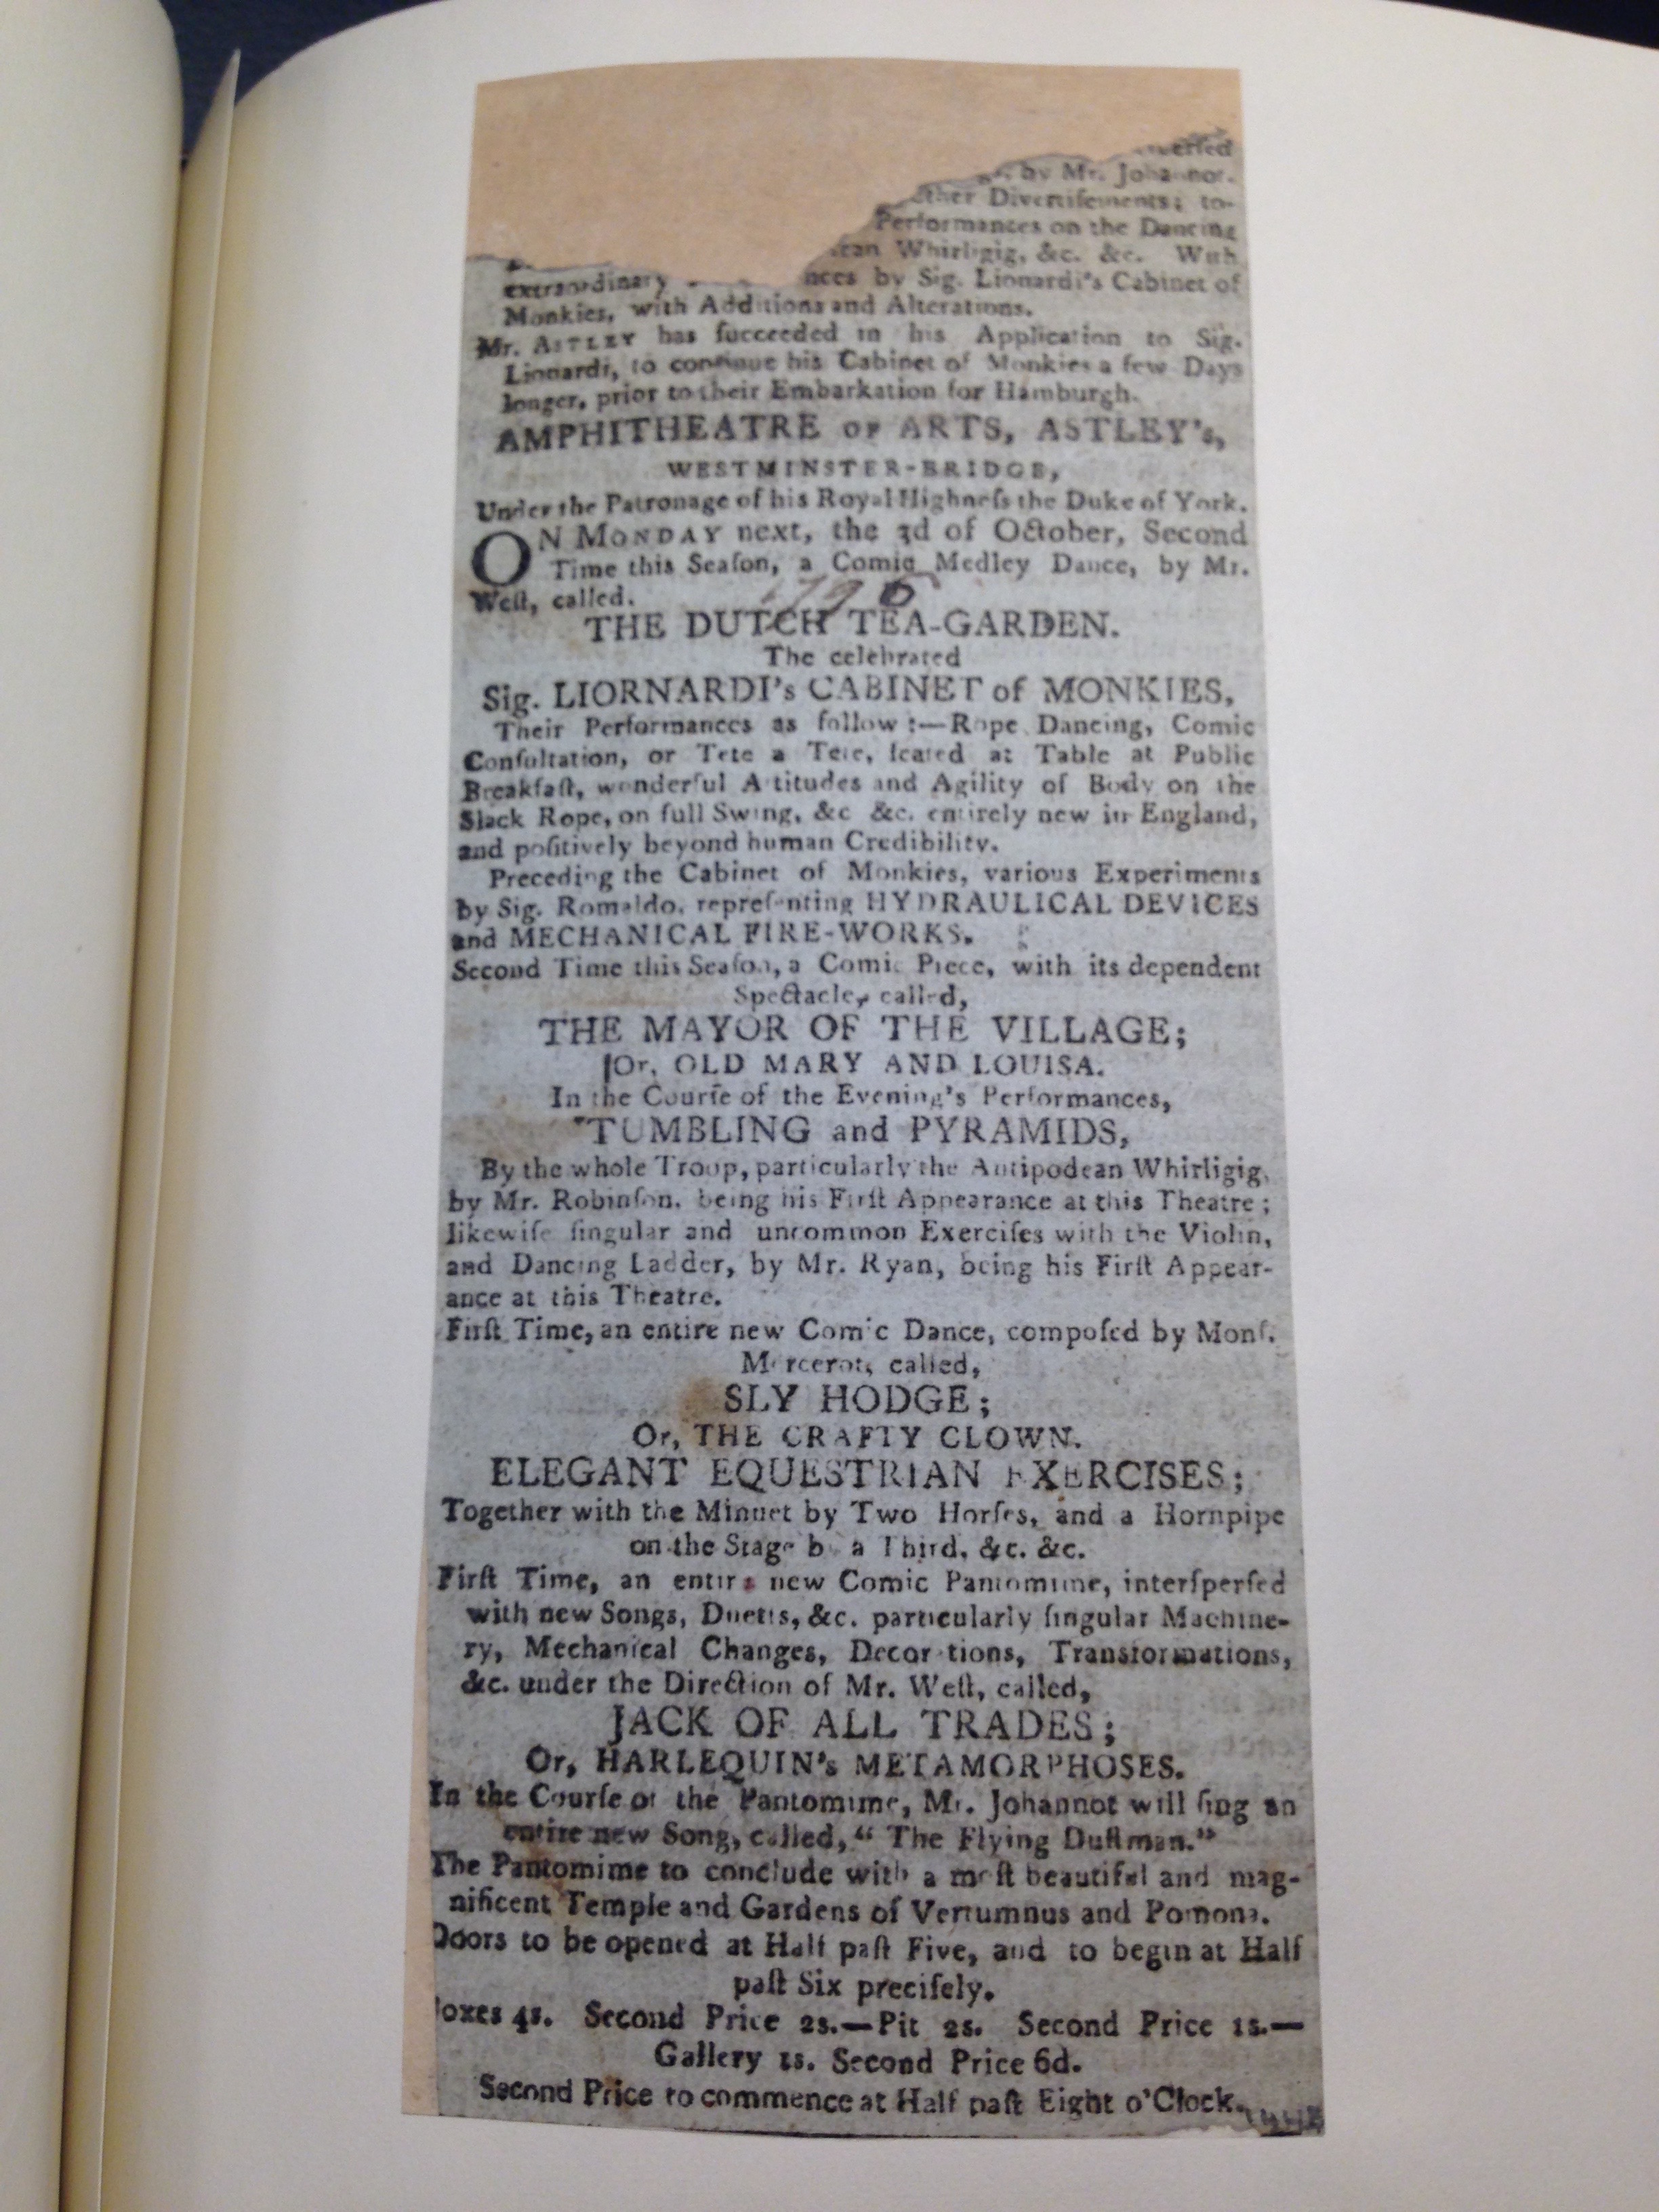 by Mr. Johannot.
Divertisements; to-
Performances on the Dancing
Whirligig, &c. &c. With
extraordinary nces by Sig. Lionardi's Cabinet of
Monkies, with Additions and Alterations.
Mr. ASTLEY has ſucceeded in his Application to Sig.
Lionardi, to continue his Cabinet of Monkies a few Days
longer, prior to their Embarkation for Hamburgh.
AMPHITHEATRE OF ARTS, ASTLEY's,
WESTMINSTER-BRIDGE,
Under the Patronage of his Royal Highneſs the Duke of York.
ON MONDAY next, the 3d of October, Second
Time this Seaſon, a Comic Medley Dance, by Mr.
Weſt, called.
THE DUTCH TEA-GARDEN.
The celebrated
Sig. LIORNARDI's CABINET of MONKIES,
Their Performances as follow:—Rope Dancing, Comic
Conſultation, or Tete a Tete, ſeated at Table at Public
Breakfaſt, wonderful Attitudes and Agility of Body on the
Slack Rope, on full Swing, &c &c. entirely new in England,
and poſitively beyond human Credibility.
Preceding the Cabinet of Monkies, various Experiments
by Sig. Romaldo, repreſenting HYDRAULICAL DEVICES
and MECHANICAL FIRE-WORKS.
Second Time this Seaſon, a Comic Piece, with its dependent
Spectacle, called,
THE MAYOR OF THE VILLAGE;
Or, OLD MARY AND LOUISA.
In the Courſe of the Evening's Performances,
TUMBLING and PYRAMIDS,
By the whole Troop, particularly the Antipodean Whirligig,
by Mr. Robinſon, being his Firſt Appearance at this Theatre;
likewiſe ſingular and uncommon Exerciſes with the Violin,
and Dancing Ladder, by Mr. Ryan, being his Firſt Appear-
ance at this Theatre.
Firſt Time, an entire new Comic Dance, compoſed by Monſ.
Mercerot, called,
SLY HODGE;
Or, THE CRAFTY CLOWN.
ELEGANT EQUESTRIAN EXERCISES;
Together with the Minuet by Two Horſes, and a Hornpipe
on the Stage by a Third, &c. &c.
Firſt Time, an entire new Comic Pantomime, interſperſed
with new Songs, Duetts, &c. particularly ſingular Machine-
ry, Mechanical Changes, Decorations, Transformations,
&c. under the Direction of Mr. Weſt, called,
JACK OF ALL TRADES;
Or, HARLEQUIN's METAMORPHOSES.
In the Courſe of the Pantomime, Mr. Johannot will ſing an
entire new Song, called, “ The Flying Duſtman.”
The Pantomime to conclude with a moſt beautiful and mag-
nificent Temple and Gardens of Vertumnus and Pomona.
Doors to be opened at Half paſt Five, and to begin at Half
paſt Six preciſely.
oxes 4s. Second Price 2s.—Pit 2s. Second Price 1s.—
Gallery 1s. Second Price 6d.
Second Price to commence at Half paſt Eight o'Clock.